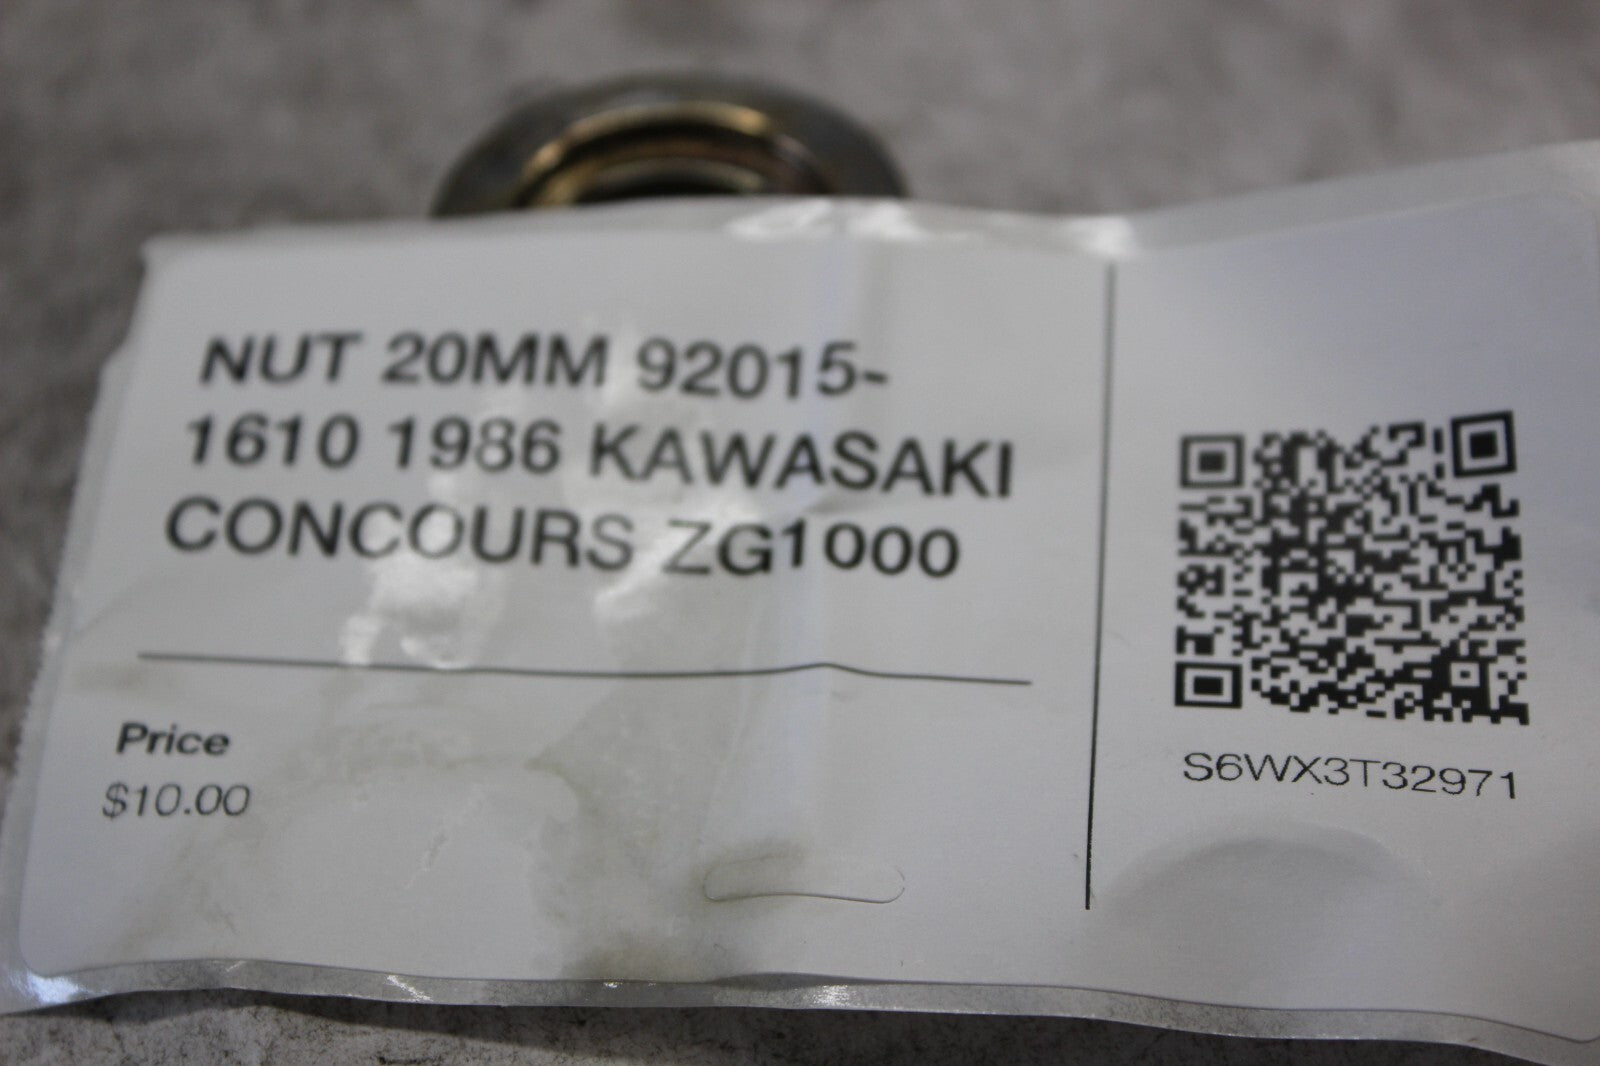 NUT 20MM 92015-
1610 1986 KAWASAKI
CONCOURS ZG1000
Price
$10.00
S6WX3T32971